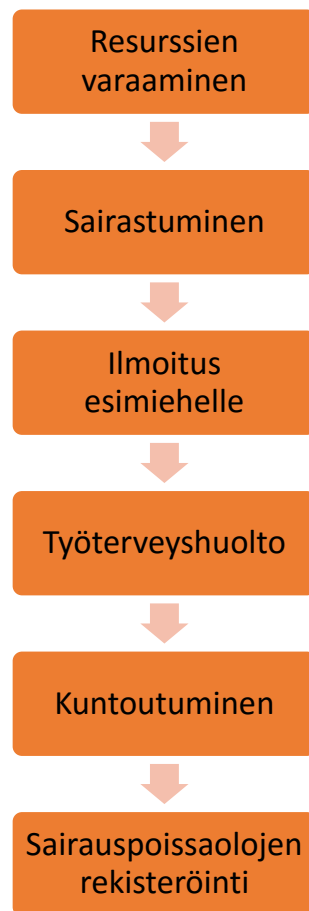 Resurssien
varaaminen
Sairastuminen
Ilmoitus
esimiehelle
Työterveyshuolto
Kuntoutuminen
Sairauspoissaolojen
rekisteröinti